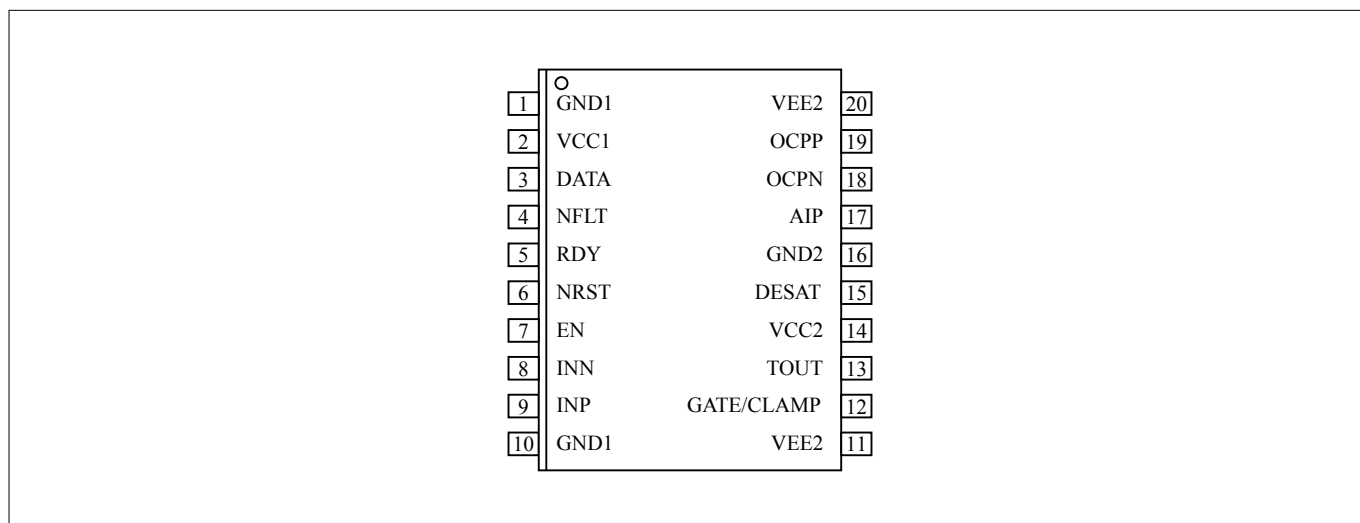 1 GND1 VEE2 20
2 VCC1 OCPP 19
3 DATA OCPN 18
4 NFLT AIP 17
5 RDY GND2 16
6 NRST DESAT 15
7 EN VCC2 14
8 INN TOUT 13
9 INP GATE/CLAMP 12
10 GND1 VEE2 11